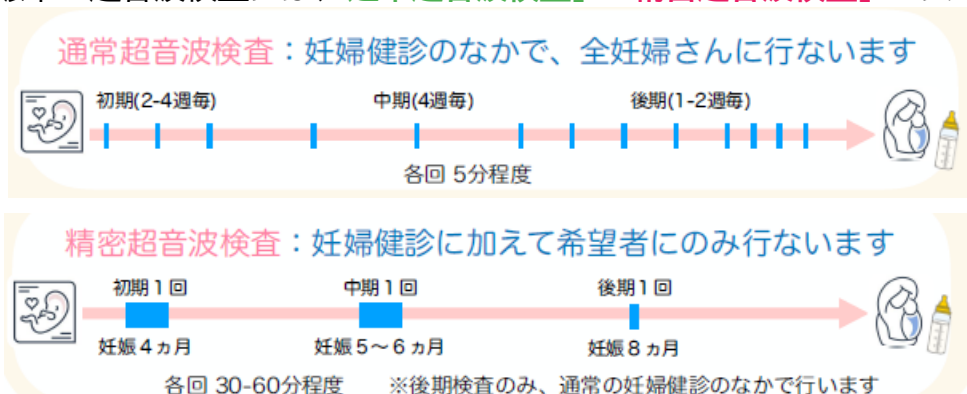 通常超音波検査：妊婦健診のなかで、全妊婦さんに行ないます
初期(2-4週毎) 中期(4週毎) 後期(1-2週毎)
各回 5分程度
精密超音波検査：妊婦健診に加えて希望者にのみ行ないます
初期1回 中期1回 後期1回
妊娠4ヵ月 妊娠5〜6ヵ月 妊娠8ヵ月
各回 30-60分程度 ※後期検査のみ、通常の妊婦健診のなかで行います